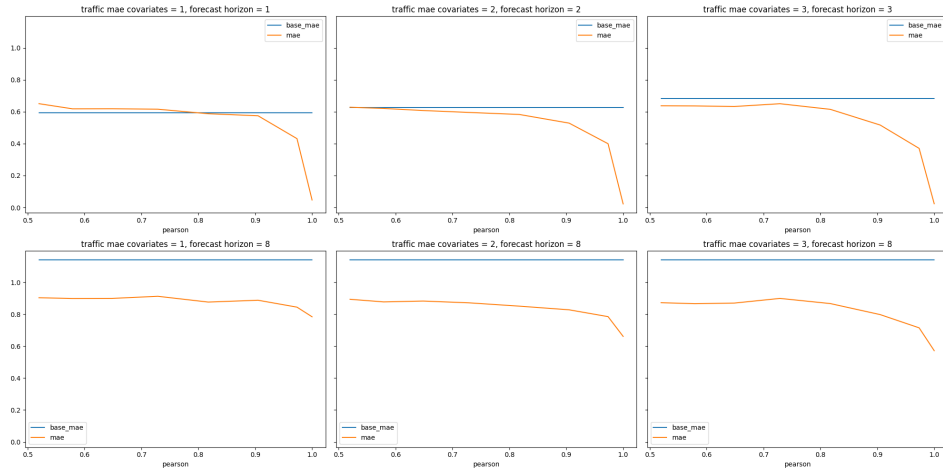 traffic mae covariates = 1, forecast horizon = 1
traffic mae covariates = 2, forecast horizon = 2
traffic mae covariates = 3, forecast horizon = 3
base_mae
mae
base_mae
mae
base_mae
mae
1.0
0.8
0.6
0.4
0.2
0.0
0.5 0.6 0.7 0.8 0.9 1.0
0.5 0.6 0.7 0.8 0.9 1.0
0.5 0.6 0.7 0.8 0.9 1.0
pearson
pearson
pearson
traffic mae covariates = 1, forecast horizon = 8
traffic mae covariates = 2, forecast horizon = 8
traffic mae covariates = 3, forecast horizon = 8
1.0
0.8
0.6
0.4
0.2
0.0
base_mae
mae
base_mae
mae
base_mae
mae
0.5 0.6 0.7 0.8 0.9 1.0
0.5 0.6 0.7 0.8 0.9 1.0
0.5 0.6 0.7 0.8 0.9 1.0
pearson
pearson
pearson